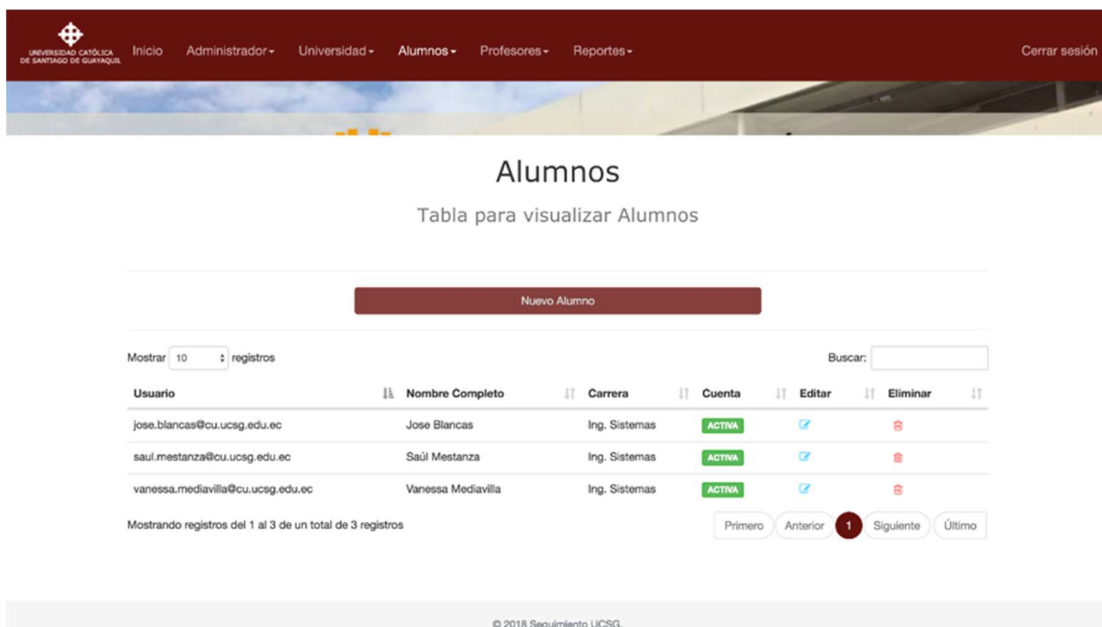 UNIVERSIDAD CATÓLICA
DE SANTIAGO DE GUAYAQUIL
Inicio Administrador Universidad Alumnos Profesores Reportes Cerrar sesión
Alumnos
Tabla para visualizar Alumnos
Nuevo Alumno
Mostrar 10 registros Buscar:
Usuario Nombre Completo Carrera Cuenta Editar Eliminar
jose.blancas@cu.ucsg.edu.ec Jose Blancas Ing. Sistemas ACTIVA
saul.mestanza@cu.ucsg.edu.ec Saúl Mestanza Ing. Sistemas ACTIVA
vanessa.mediavilla@cu.ucsg.edu.ec Vanessa Mediavilla Ing. Sistemas ACTIVA
Mostrando registros del 1 al 3 de un total de 3 registros Primero Anterior 1 Siguiente Último
© 2018 Seguimiento UCSG.